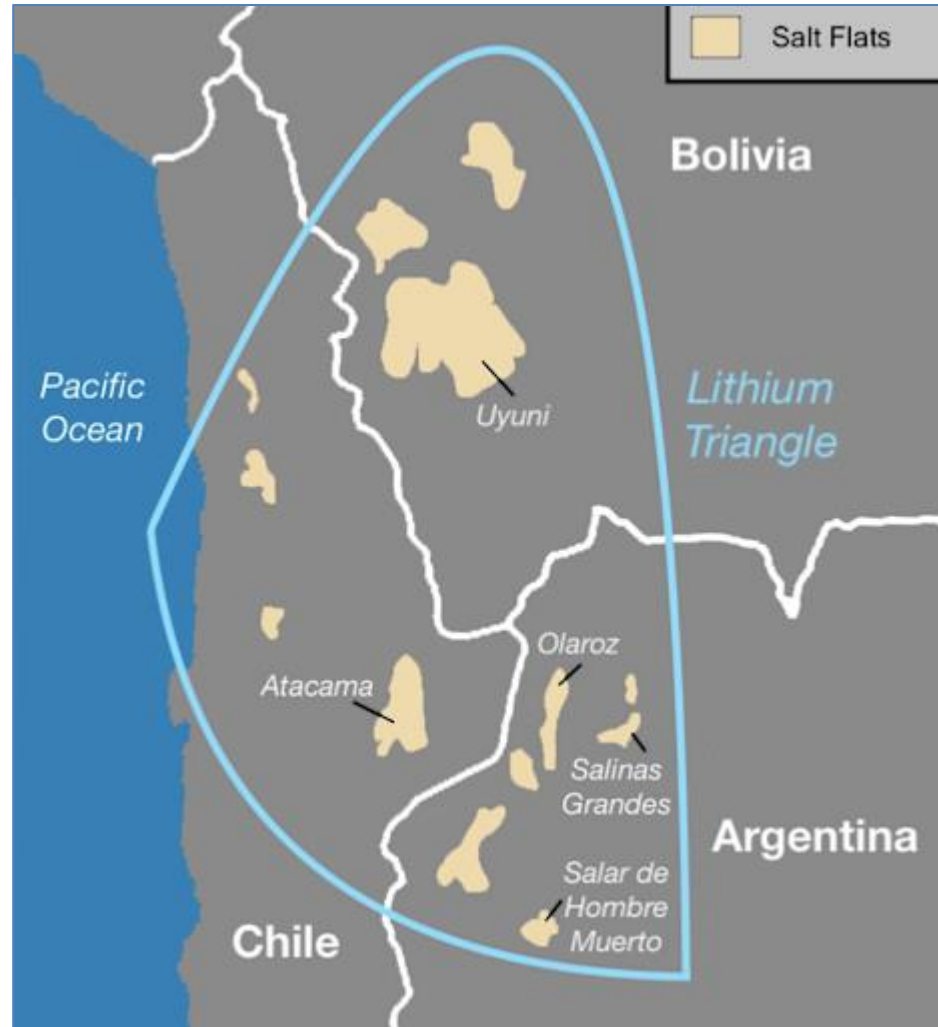 Salt Flats
Bolivia
Pacific
Ocean
Uyuni
Lithium
Triangle
Olaroz
Atacama
Salinas
Grandes
Argentina
Salar de
Hombre
Muerto
Chile